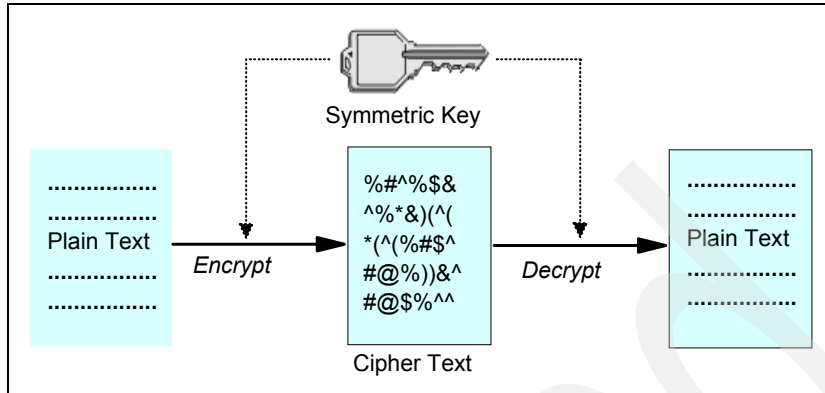 Symmetric Key
.................
.................
Plain Text
.................
.................
Encrypt
%#^%$&
^%*&)(^(
*(^(%#$^
#@%))&^
#@$%^^
Cipher Text
Decrypt
.................
.................
Plain Text
.................
.................